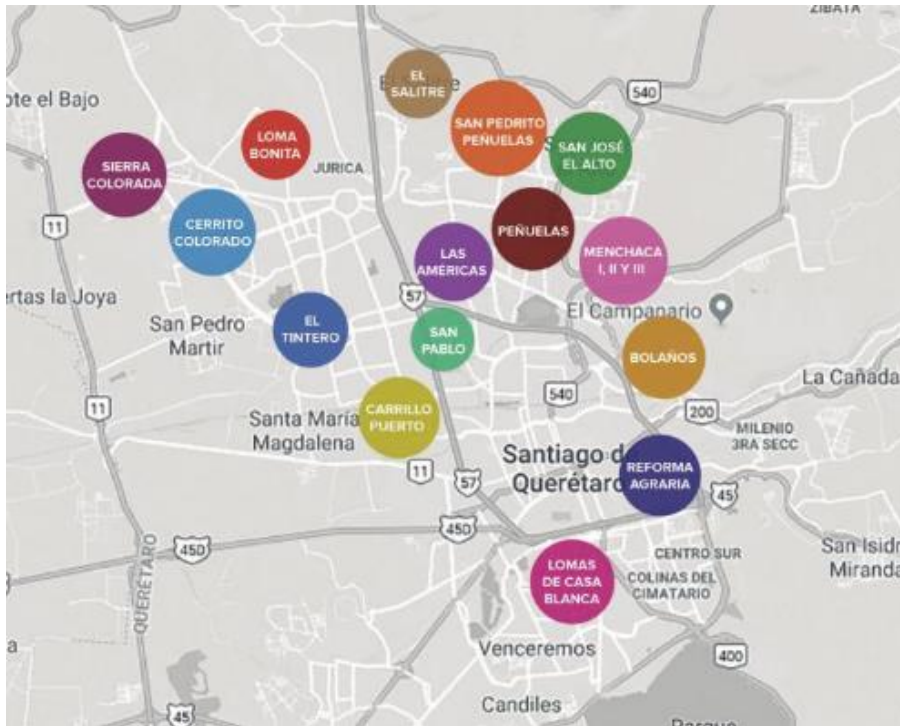 ZIBATÁ
EL
SALITRE
540
ote el Bajo
SAN PEDRITO
PEÑUELAS
LOMA
BONITA
SAN JOSÉ
EL ALTO
JURICA
SIERRA
COLORADA
11
CERRITO
COLORADO
PEÑUELAS
LAS
AMÉRICAS
MENCHACA
I, II Y III
57
ertas la Joya
El Campanario
San Pedro
Martir
EL
TINTERO
SAN
PABLO
BOLAÑOS
La Cañada
540
11
Santa María
Magdalena
CARRILLO
PUERTO
200
MILENIO
3RA SECC
Santiago d
Querétaro
REFORMA
AGRARIA
11
57
45
450
450
QUERÉTARO
CENTRO SUR
San Isidr
Miranda
LOMAS
DE CASA
BLANCA
COLINAS DEL
CIMATARIO
a
Venceremos
400
Candiles
45
Parque